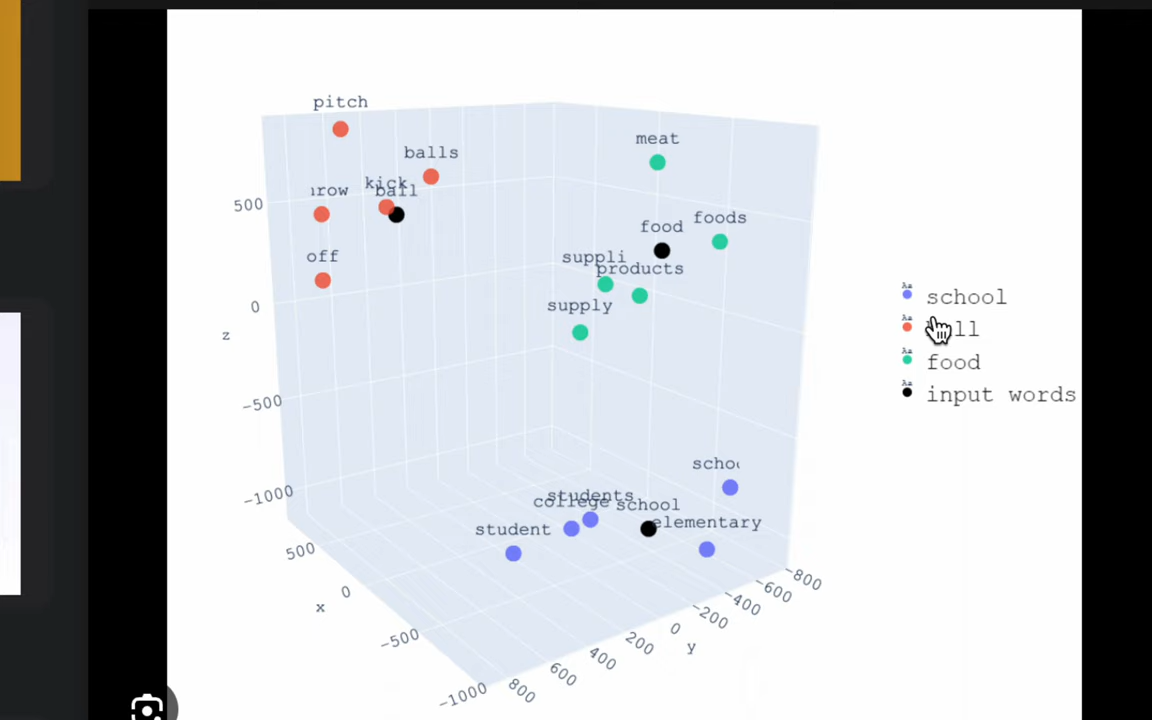 pitch
meat
balls
kick
ball
off
foods
food
suppli
products
supply
500
0
z
-500
-1000
students
college
school
student
elementary
500
0
x
-500
-1000
800
600
400
200
0
y
-200
-400
-600
-800
school
food
input words